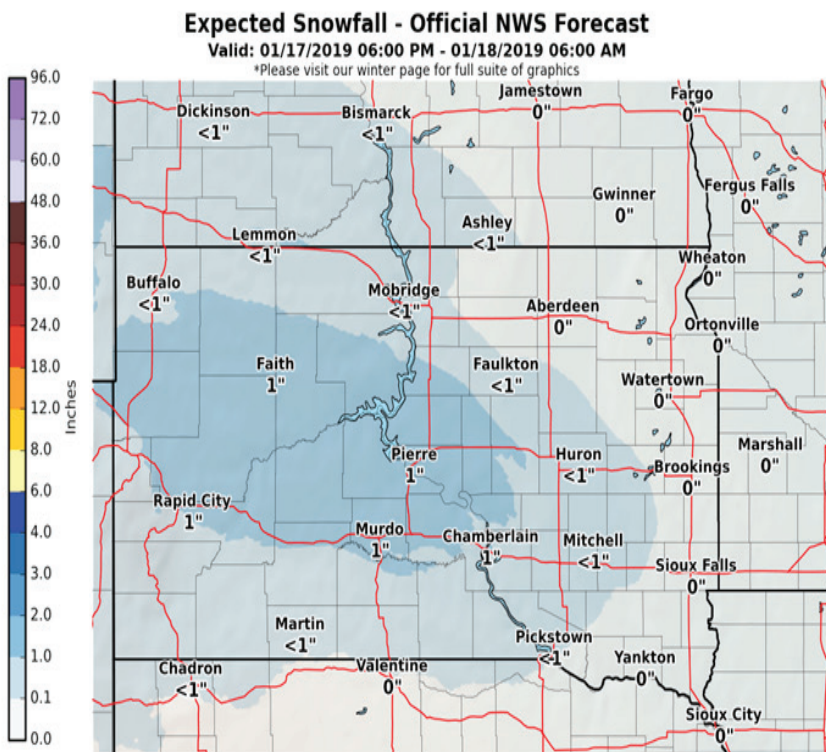 Expected Snowfall - Official NWS Forecast
Valid: 01/17/2019 06:00 PM - 01/18/2019 06:00 AM
*Please visit our winter page for full suite of graphics
96.0
72.0
60.0
48.0
36.0
30.0
24.0
18.0
12.0
8.0
6.0
4.0
3.0
2.0
1.0
0.1
0.0
Inches
Dickinson
<1"
Bismarck
<1"
Jamestown
0"
Fargo
0"
Gwinner
0"
Fergus Falls
0"
Ashley
<1"
Lemmon
<1"
Wheaton
0"
Buffalo
<1"
Mobridge
<1"
Aberdeen
0"
Ortonville
0"
Faith
1"
Faulkton
<1"
Watertown
0"
Marshall
0"
Pierre
1"
Huron
<1"
Brookings
0"
Rapid City
1"
Murdo
1"
Chamberlain
1"
Mitchell
<1"
Sioux Falls
0"
Martin
<1"
Pickstown
<1"
Chadron
<1"
Valentine
0"
Yankton
0"
Sioux City
0"